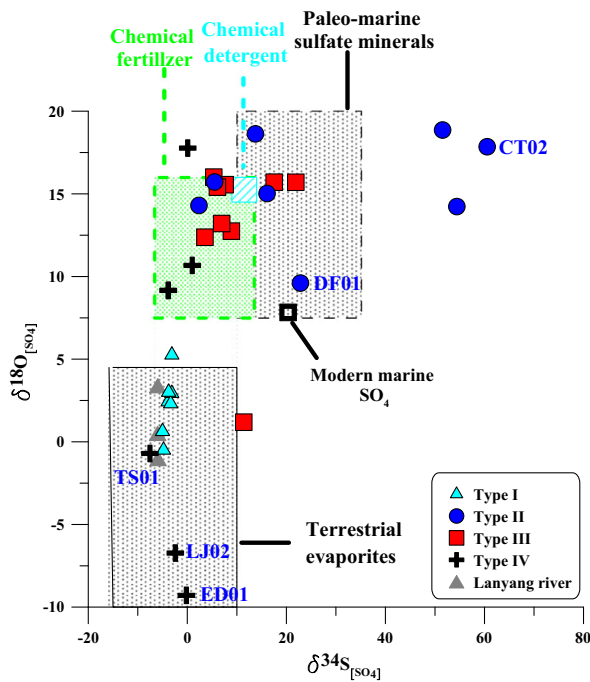 Paleo-marine
sulfate minerals
Chemical
fertillzer
Chemical
detergent
CT02
DF01
Modern marine
SO4
TS01
LJ02
ED01
Terrestrial
evaporites
Type I
Type II
Type III
Type IV
Lanyang river
20
15
10
5
0
-5
-10
δ18O[SO4]
-20
0
20
40
60
80
δ34S[SO4]